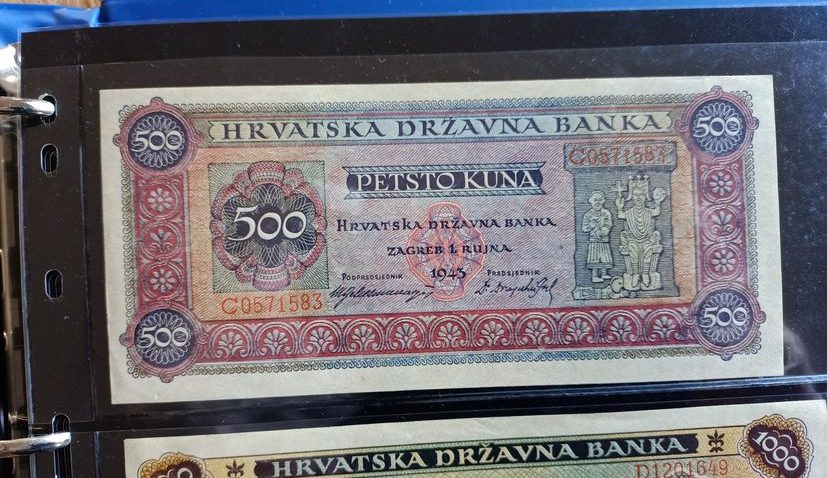 500 HRVATSKA DRŽAVNA BANKA 500
C0571583
PETSTO KUNA
500
HRVATSKA DRŽAVNA BANKA
ZAGREB 1. RUJNA
1943
PODPREDSJEDNIK PREDSJEDNIK
C0571583
500 500
HRVATSKA DRŽAVNA BANKA
1000
D1201649